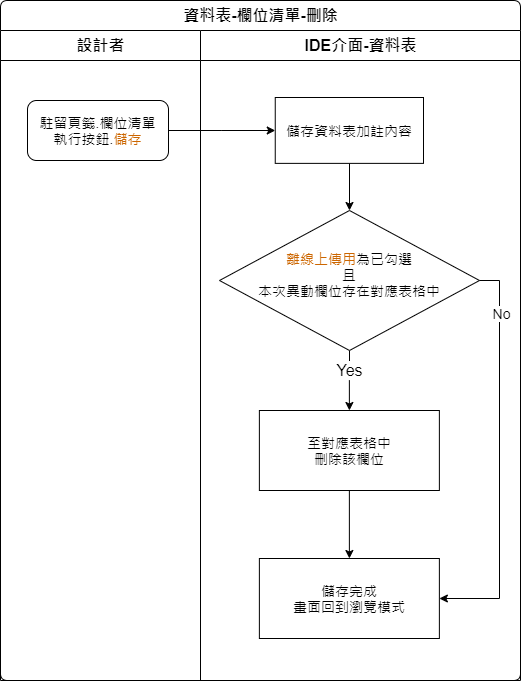 資料表-欄位清單-刪除
設計者
IDE介面-資料表
駐留頁籤.欄位清單
執行按鈕.儲存
儲存資料表加註內容
離線上傳用為已勾選
且
本次異動欄位存在對應表格中
No
Yes
至對應表格中
刪除該欄位
儲存完成
畫面回到瀏覽模式